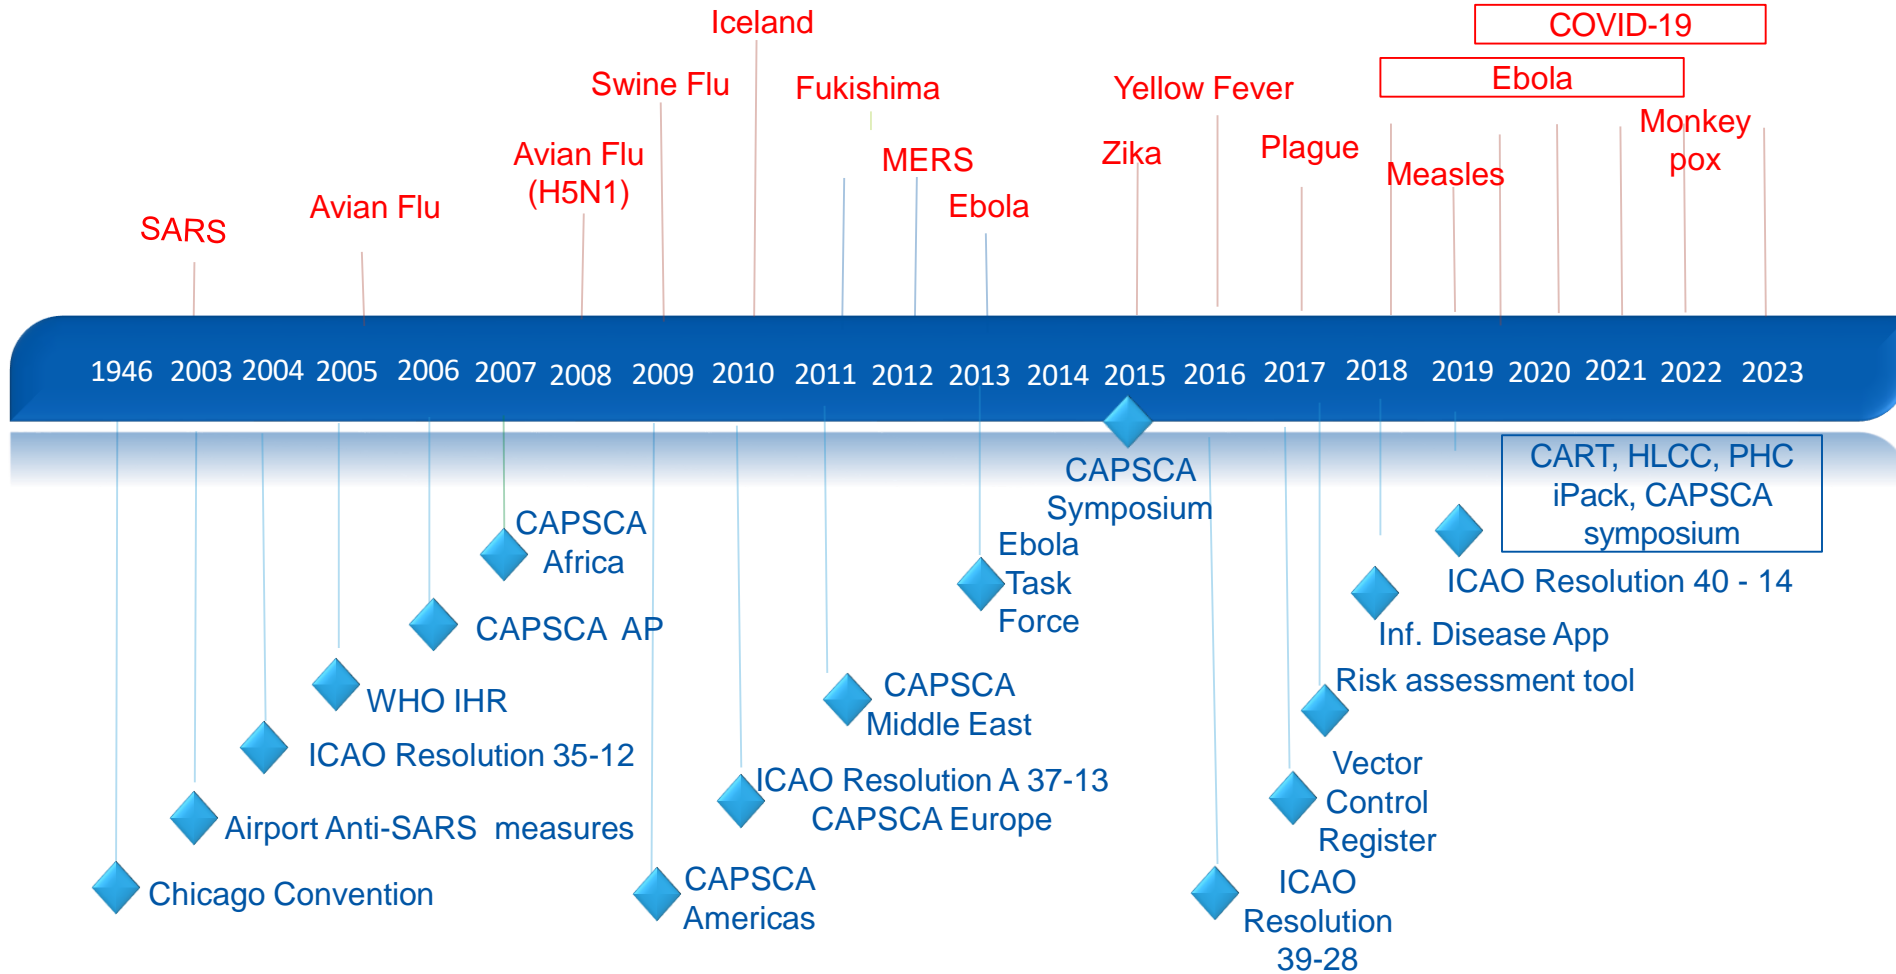 Iceland
COVID-19
Swine Flu
Fukishima
Yellow Fever
Ebola
Avian Flu
(H5N1)
MERS
Zika
Plague
Measles
Monkey
pox
SARS
Avian Flu
Ebola
1946 2003 2004 2005 2006 2007 2008 2009 2010 2011 2012 2013 2014 2015 2016 2017 2018 2019 2020 2021 2022 2023
CAPSCA
Symposium
CART, HLCC, PHC
iPack, CAPSCA
symposium
CAPSCA
Africa
Ebola
Task
Force
ICAO Resolution 40 - 14
CAPSCA AP
Inf. Disease App
WHO IHR
CAPSCA
Middle East
Risk assessment tool
ICAO Resolution 35-12
ICAO Resolution A 37-13
CAPSCA Europe
Vector
Control
Register
Airport Anti-SARS measures
Chicago Convention
CAPSCA
Americas
ICAO
Resolution
39-28